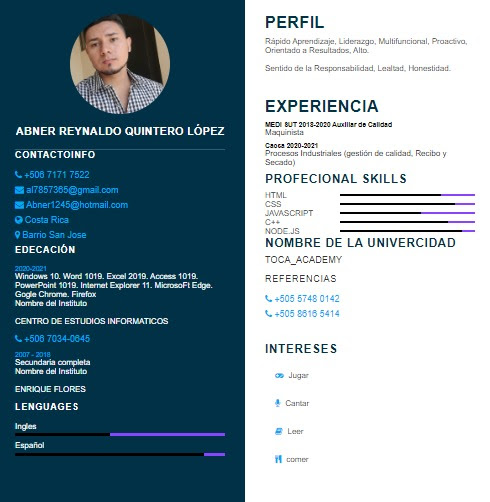 ABNER REYNALDO QUINTERO LÓPEZ
CONTACTOINFO
+506 7171 7522
al7857365@gmail.com
Abner1245@hotmail.com
Costa Rica
Barrio San Jose
EDECACIÓN
2020-2021
Windows 10. Word 1019. Excel 2019. Access 1019.
PowerPoint 1019. Internet Explorer 11. MicrosoFt Edge.
Gogle Chrome. Firefox
Nombre del Instituto
CENTRO DE ESTUDIOS INFORMATICOS
+506 7034-0645
2007 - 2018
Secundaria completa
Nombre del Instituto
ENRIQUE FLORES
LENGUAGES
Ingles
Español
PERFIL
Rápido Aprendizaje, Liderazgo, Multifuncional, Proactivo,
Orientado a Resultados, Alto.
Sentido de la Responsabilidad, Lealtad, Honestidad.
EXPERIENCIA
MEDI SUT 2018-2020 Auxiliar de Calidad
Maquinista
Caoca 2020-2021
Procesos Industriales (gestión de calidad, Recibo y
Secado)
PROFECIONAL SKILLS
HTML
CSS
JAVASCRIPT
C++
NODE.JS
NOMBRE DE LA UNIVERCIDAD
TOCA_ACADEMY
REFERENCIAS
+505 5748 0142
+505 8616 5414
INTERESES
Jugar
Cantar
Leer
comer